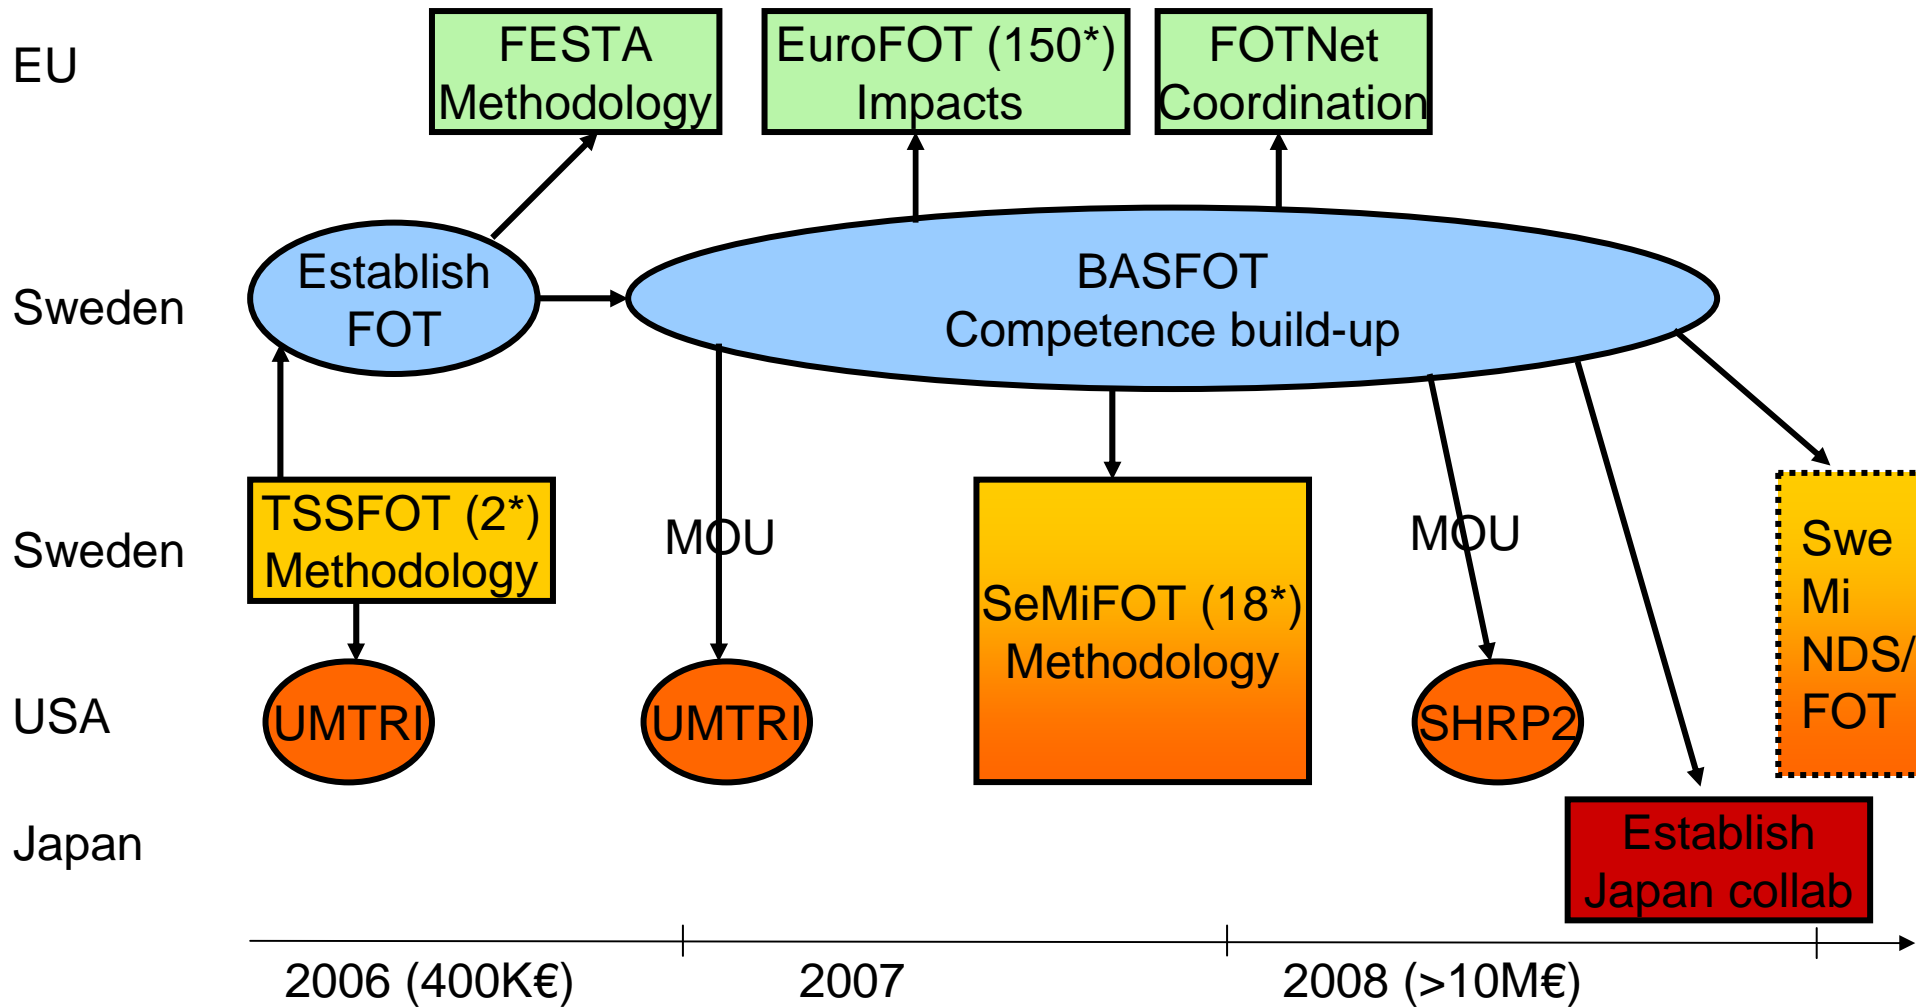 EU
FESTA
Methodology
EuroFOT (150*)
Impacts
FOTNet
Coordination
Sweden
Establish
FOT
BASFOT
Competence build-up
Sweden
TSSFOT (2*)
Methodology
MOU
SeMiFOT (18*)
Methodology
MOU
Swe
Mi
NDS/
FOT
USA
UMTRI
UMTRI
SHRP2
Japan
Establish
Japan collab
2006 (400K€)
2007
2008 (>10M€)